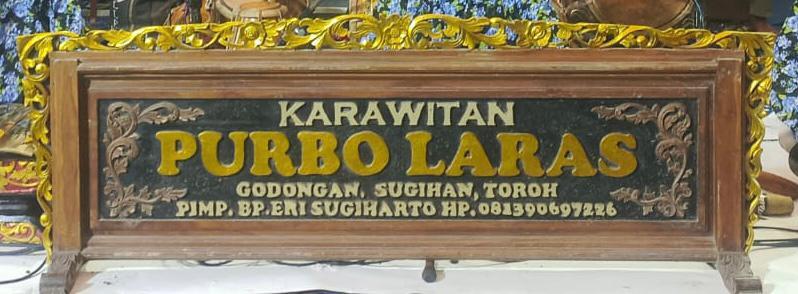 KARAWITAN
PURBO LARAS
GODONGAN, SUGIHAN, TOROH
PIMP. BP. ERI SUGIHARTO HP. 081390697226